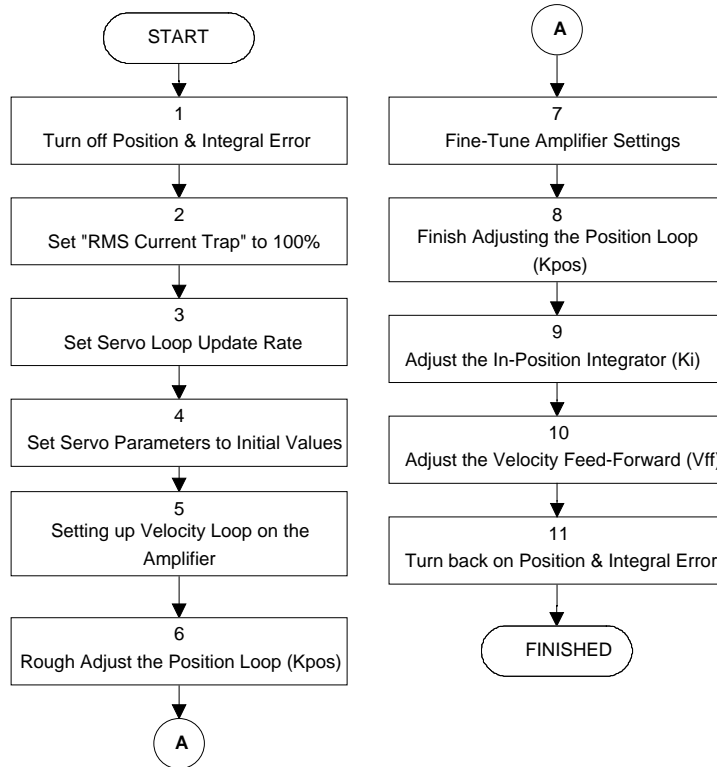 START
1
Turn off Position & Integral Error
2
Set "RMS Current Trap" to 100%
3
Set Servo Loop Update Rate
4
Set Servo Parameters to Initial Values
5
Setting up Velocity Loop on the
Amplifier
6
Rough Adjust the Position Loop (Kpos)
A
A
7
Fine-Tune Amplifier Settings
8
Finish Adjusting the Position Loop
(Kpos)
9
Adjust the In-Position Integrator (Ki)
10
Adjust the Velocity Feed-Forward (Vff)
11
Turn back on Position & Integral Error
FINISHED